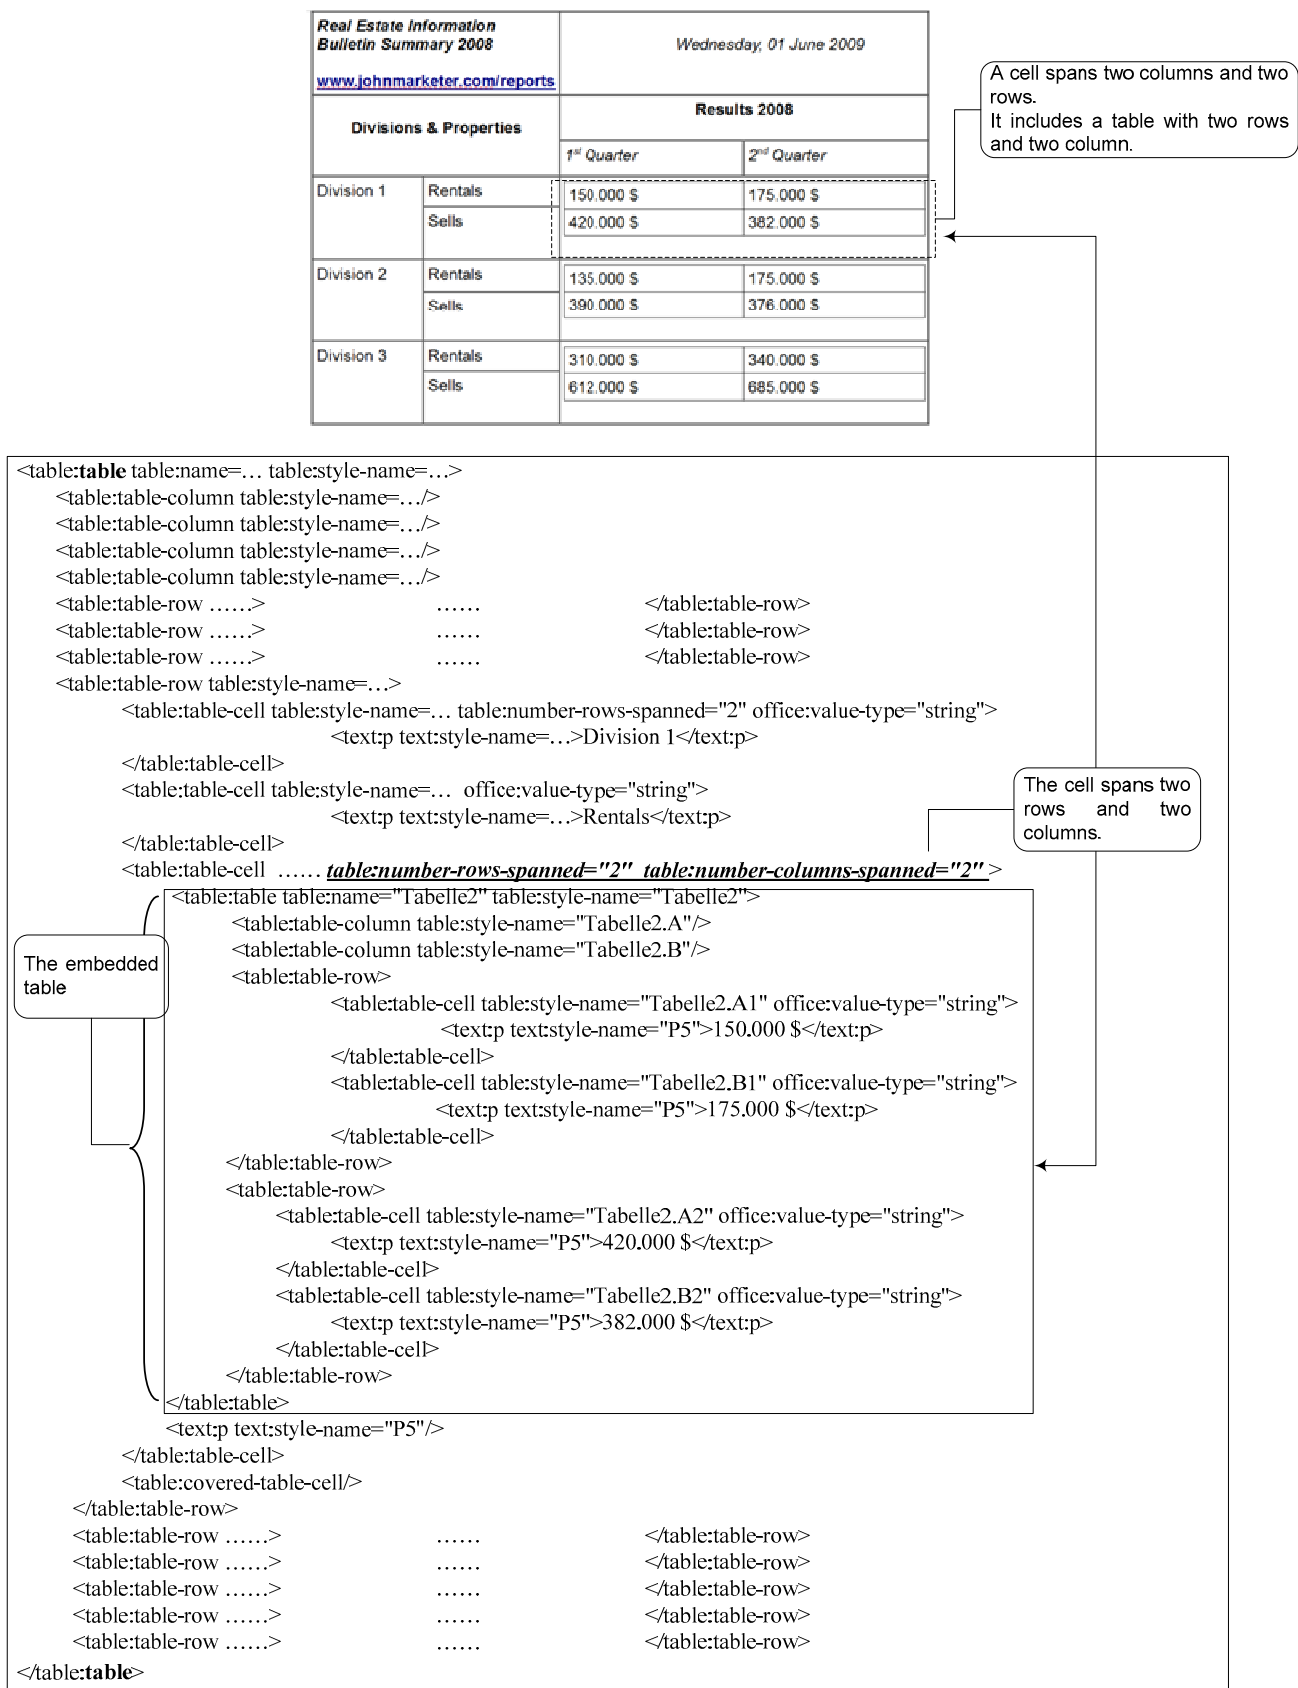 Real Estate Information
Bulletin Summary 2008
www.johnmarketer.com/reports
Wednesday, 01 June 2009
Divisions & Properties
Results 2008
1st Quarter
2nd Quarter
Division 1
Rentals
150.000 $
175.000 $
Sells
420.000 $
382.000 $
Division 2
Rentals
135.000 $
175.000 $
Sells
390.000 $
376.000 $
Division 3
Rentals
310.000 $
340.000 $
Sells
612.000 $
685.000 $
A cell spans two columns and two
rows.
It includes a table with two rows
and two column.
<table:table table:name=… table:style-name=…>
<table:table-column table:style-name=…/>
<table:table-column table:style-name=…/>
<table:table-column table:style-name=…/>
<table:table-column table:style-name=…/>
<table:table-row ……> …… </table:table-row>
<table:table-row ……> …… </table:table-row>
<table:table-row ……> …… </table:table-row>
<table:table-row table:style-name=…>
<table:table-cell table:style-name=… table:number-rows-spanned="2" office:value-type="string">
<text:p text:style-name=…>Division 1</text:p>
</table:table-cell>
<table:table-cell table:style-name=… office:value-type="string">
<text:p text:style-name=…>Rentals</text:p>
</table:table-cell>
<table:table-cell …… table:number-rows-spanned="2" table:number-columns-spanned="2" >
<table:table table:name="Tabelle2" table:style-name="Tabelle2">
<table:table-column table:style-name="Tabelle2.A"/>
<table:table-column table:style-name="Tabelle2.B"/>
<table:table-row>
<table:table-cell table:style-name="Tabelle2.A1" office:value-type="string">
<text:p text:style-name="P5">150.000 $</text:p>
</table:table-cell>
<table:table-cell table:style-name="Tabelle2.B1" office:value-type="string">
<text:p text:style-name="P5">175.000 $</text:p>
</table:table-cell>
</table:table-row>
<table:table-row>
<table:table-cell table:style-name="Tabelle2.A2" office:value-type="string">
<text:p text:style-name="P5">420.000 $</text:p>
</table:table-cell>
<table:table-cell table:style-name="Tabelle2.B2" office:value-type="string">
<text:p text:style-name="P5">382.000 $</text:p>
</table:table-cell>
</table:table-row>
</table:table>
<text:p text:style-name="P5"/>
</table:table-cell>
<table:covered-table-cell/>
</table:table-row>
<table:table-row ……> …… </table:table-row>
<table:table-row ……> …… </table:table-row>
<table:table-row ……> …… </table:table-row>
<table:table-row ……> …… </table:table-row>
<table:table-row ……> …… </table:table-row>
</table:table>
The cell spans two
rows and two
columns.
The embedded
table